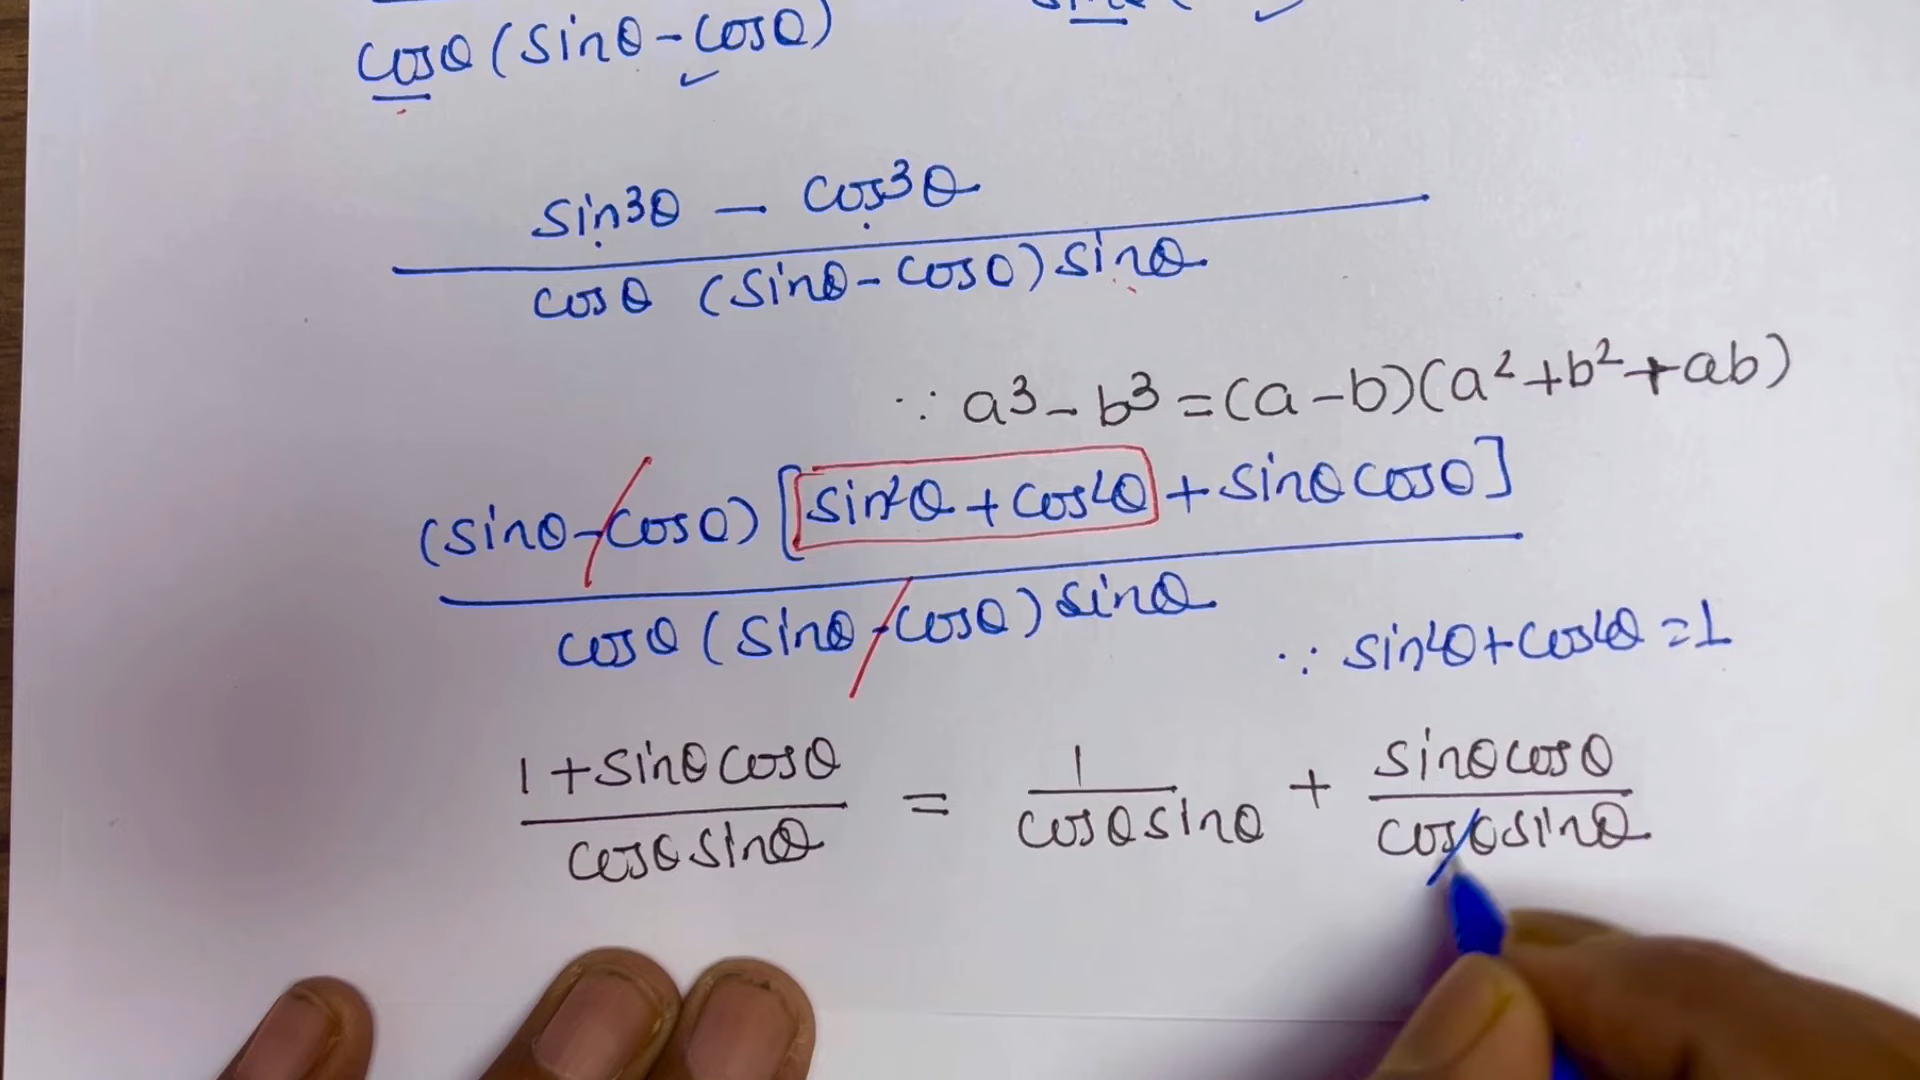 cosθ (sinθ - cosθ)
sin³θ - cos³θ
cosθ (sinθ - cosθ) sinθ
∵ a³ - b³ = (a - b)(a² + b² + ab)
(sinθ - cosθ) [sin²θ + cos²θ + sinθ cosθ]
cosθ (sinθ - cosθ) sinθ
∵ sin²θ + cos²θ = 1
1 + sinθ cosθ = 1 + sinθ cosθ
cosθ sinθ cosθ sinθ cosθ sinθ